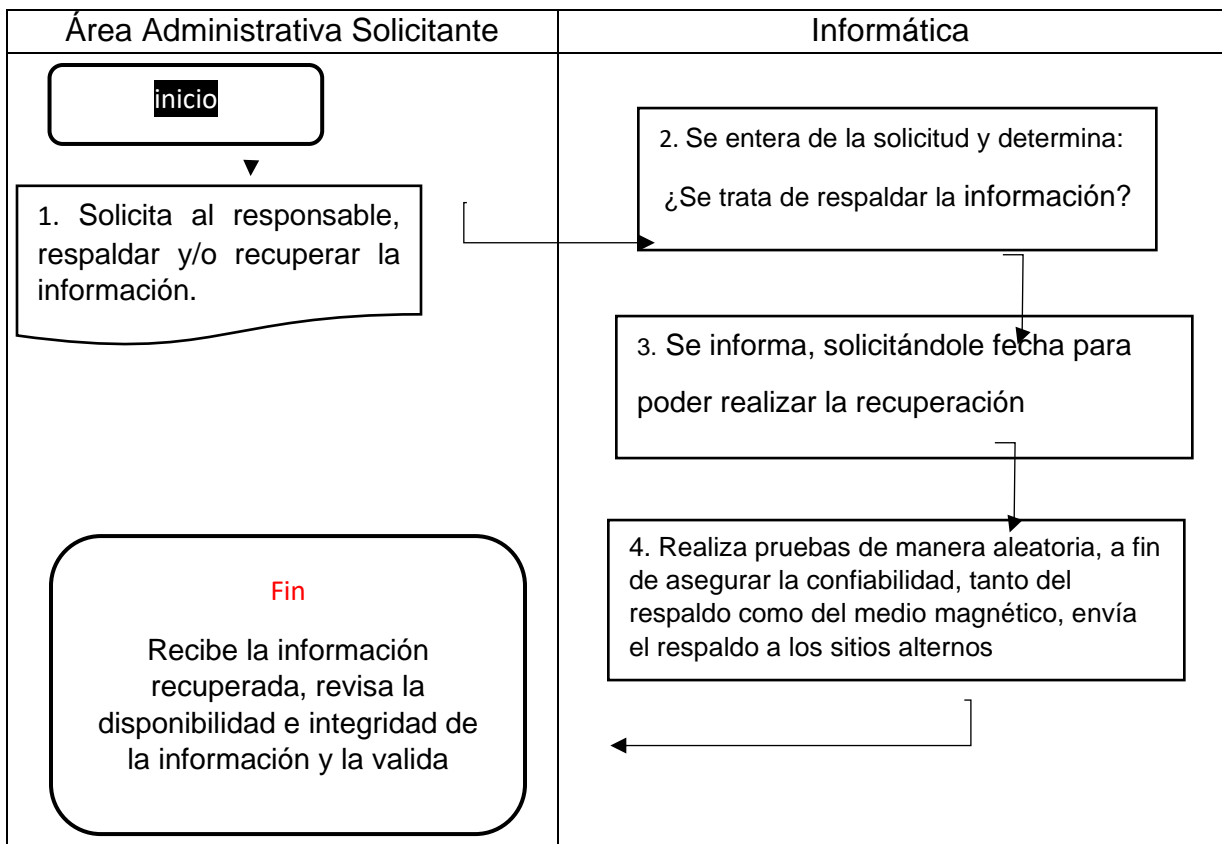 Área Administrativa Solicitante
Informática
inicio
1. Solicita al responsable,
respaldar y/o recuperar la
información.
2. Se entera de la solicitud y determina:
¿Se trata de respaldar la información?
3. Se informa, solicitándole fecha para
poder realizar la recuperación
4. Realiza pruebas de manera aleatoria, a fin
de asegurar la confiabilidad, tanto del
respaldo como del medio magnético, envía
el respaldo a los sitios alternos
Fin
Recibe la información
recuperada, revisa la
disponibilidad e integridad de
la información y la valida